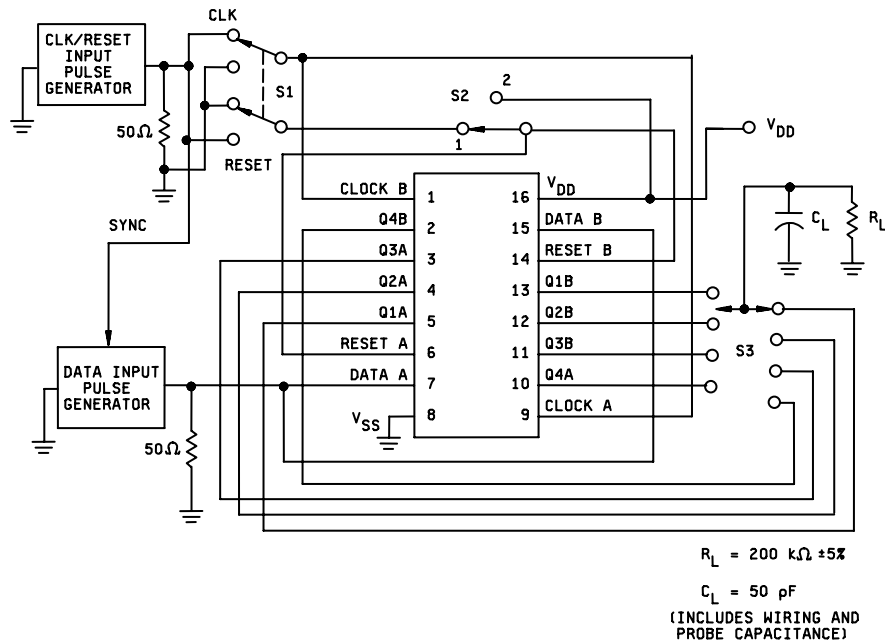 CLK
CLK/RESET
INPUT
PULSE
GENERATOR
50Ω
S1
RESET
2
S2
1
V_DD
SYNC
V_DD
CLOCK B 1
16
Q4B 2
15 DATA B
Q3A 3
14 RESET B
Q2A 4
13 Q1B
Q1A 5
12 Q2B
RESET A 6
11 Q3B
DATA A 7
10 Q4A
V_SS 8
9 CLOCK A
C_L
R_L
S3
DATA INPUT
PULSE
GENERATOR
50Ω
R_L = 200 kΩ ±5%
C_L = 50 pF
(INCLUDES WIRING AND
PROBE CAPACITANCE)